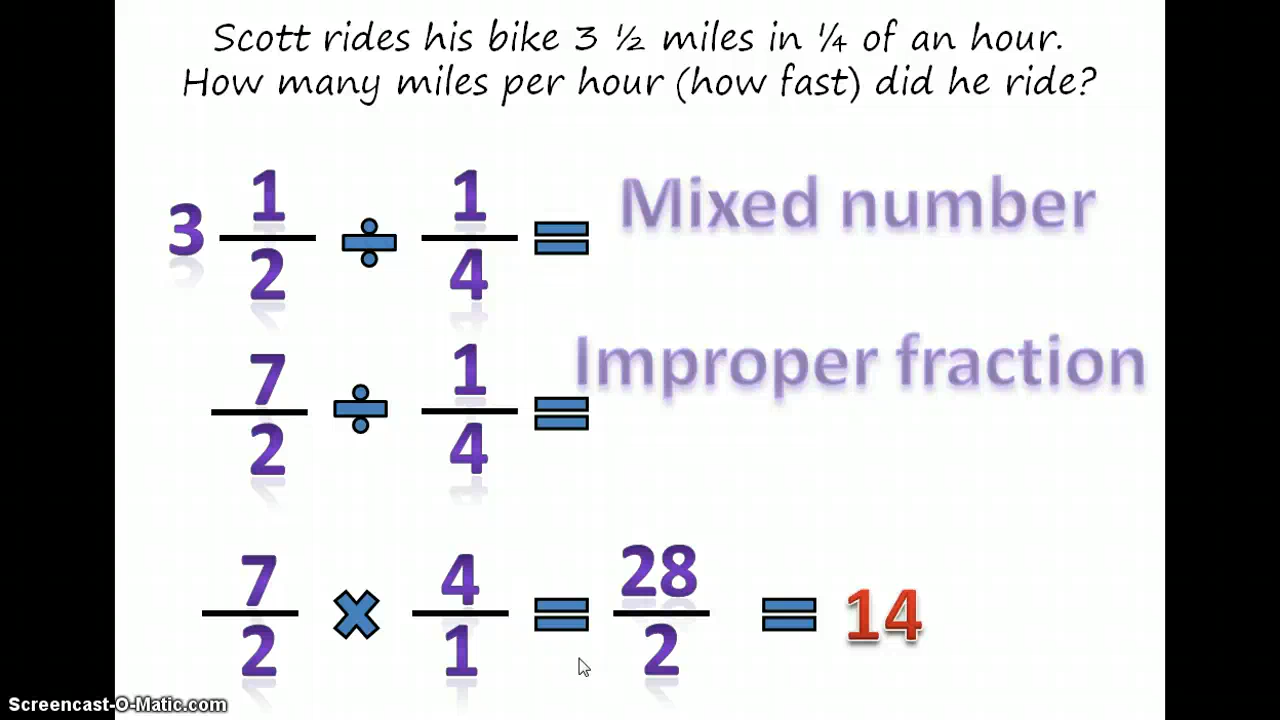 Scott rides his bike 3 ½ miles in ¼ of an hour.
How many miles per hour (how fast) did he ride?
3 1/2 ÷ 1/4 = Mixed number
7/2 ÷ 1/4 = Improper fraction
7/2 × 4/1 = 28/2 = 14
Screencast-O-Matic.com